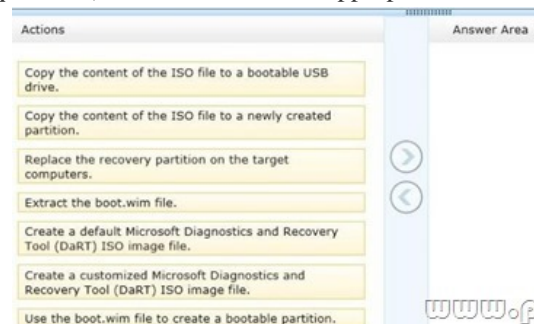 Actions
Answer Area
Copy the content of the ISO file to a bootable USB
drive.
Copy the content of the ISO file to a newly created
partition.
Replace the recovery partition on the target
computers.
Extract the boot.wim file.
Create a default Microsoft Diagnostics and Recovery
Tool (DaRT) ISO image file.
Create a customized Microsoft Diagnostics and
Recovery Tool (DaRT) ISO image file.
Use the boot.wim file to create a bootable partition.